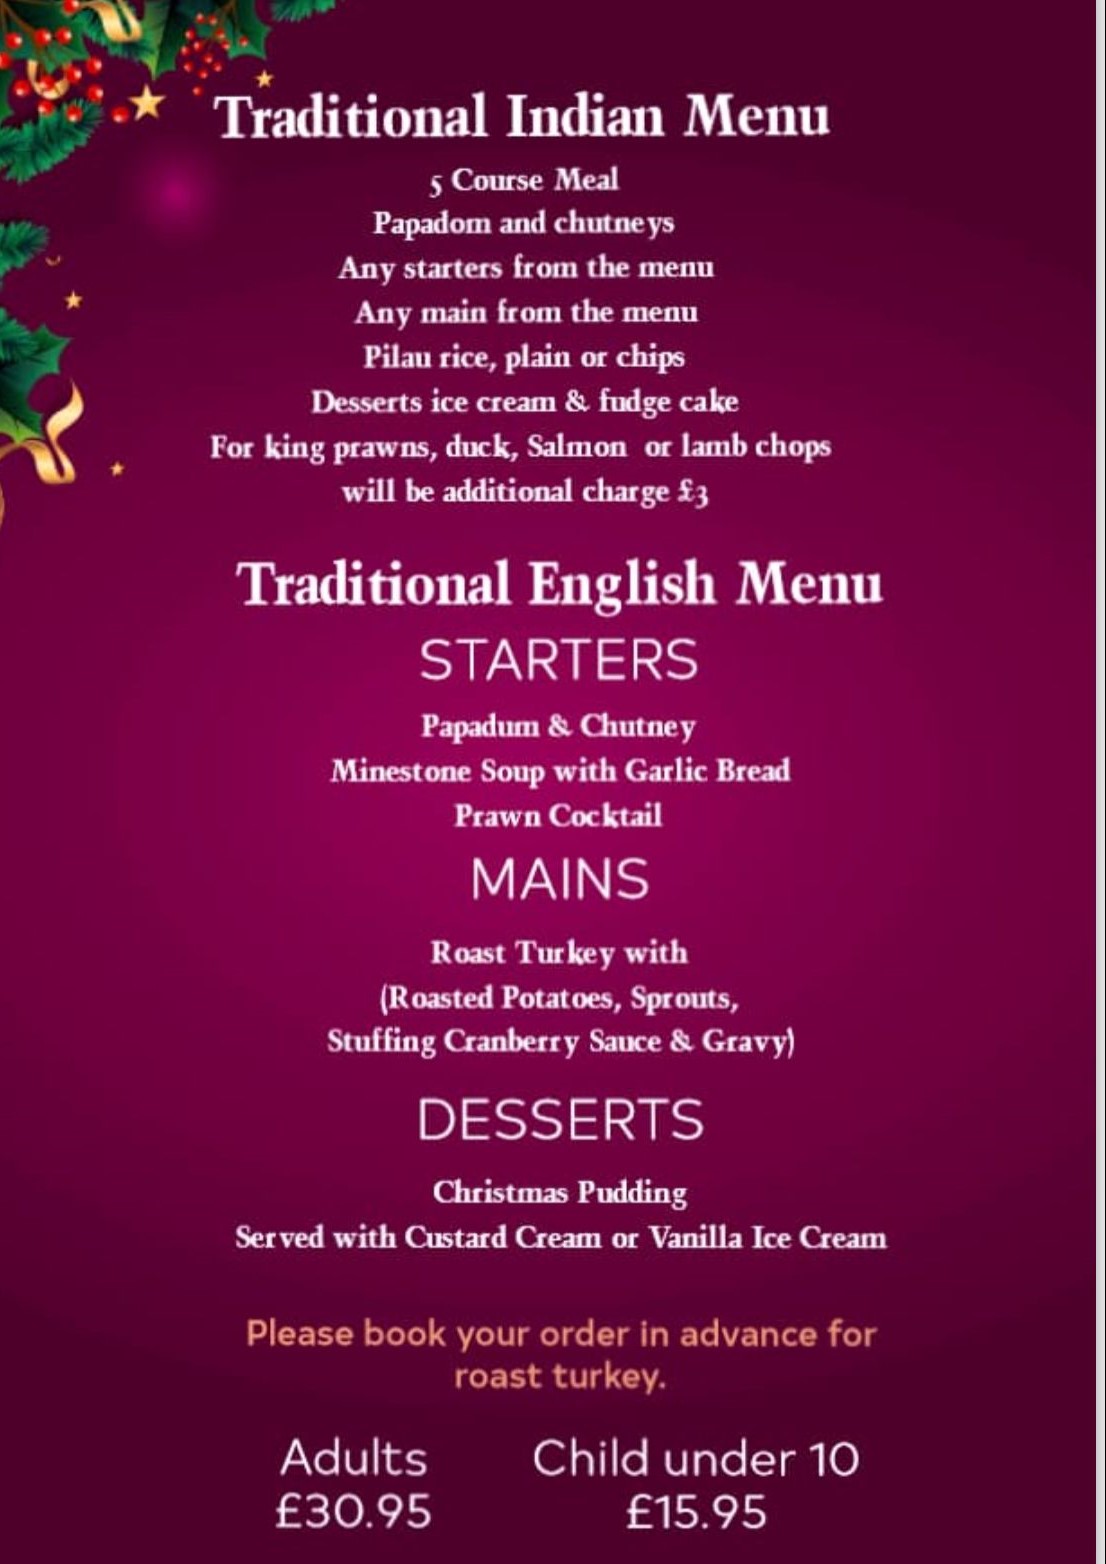 Traditional Indian Menu
5 Course Meal
Papadom and chutneys
Any starters from the menu
Any main from the menu
Pilau rice, plain or chips
Desserts ice cream & fudge cake
For king prawns, duck, Salmon or lamb chops
will be additional charge £3
Traditional English Menu
STARTERS
Papadum & Chutney
Minestone Soup with Garlic Bread
Prawn Cocktail
MAINS
Roast Turkey with
(Roasted Potatoes, Sprouts,
Stuffing Cranberry Sauce & Gravy)
DESSERTS
Christmas Pudding
Served with Custard Cream or Vanilla Ice Cream
Please book your order in advance for
roast turkey.
Adults Child under 10
£30.95 £15.95